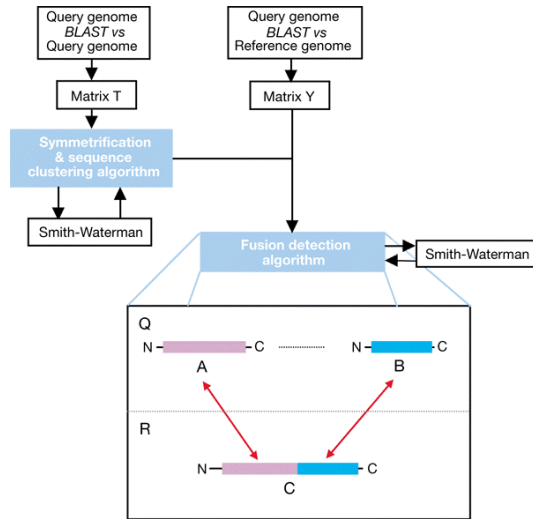 Query genome
BLAST vs
Query genome
Query genome
BLAST vs
Reference genome
Matrix T
Matrix Y
Symmetrification
& sequence
clustering algorithm
Smith-Waterman
Fusion detection
algorithm
Smith-Waterman
Q
N
C
N
C
A
B
R
N
C
C